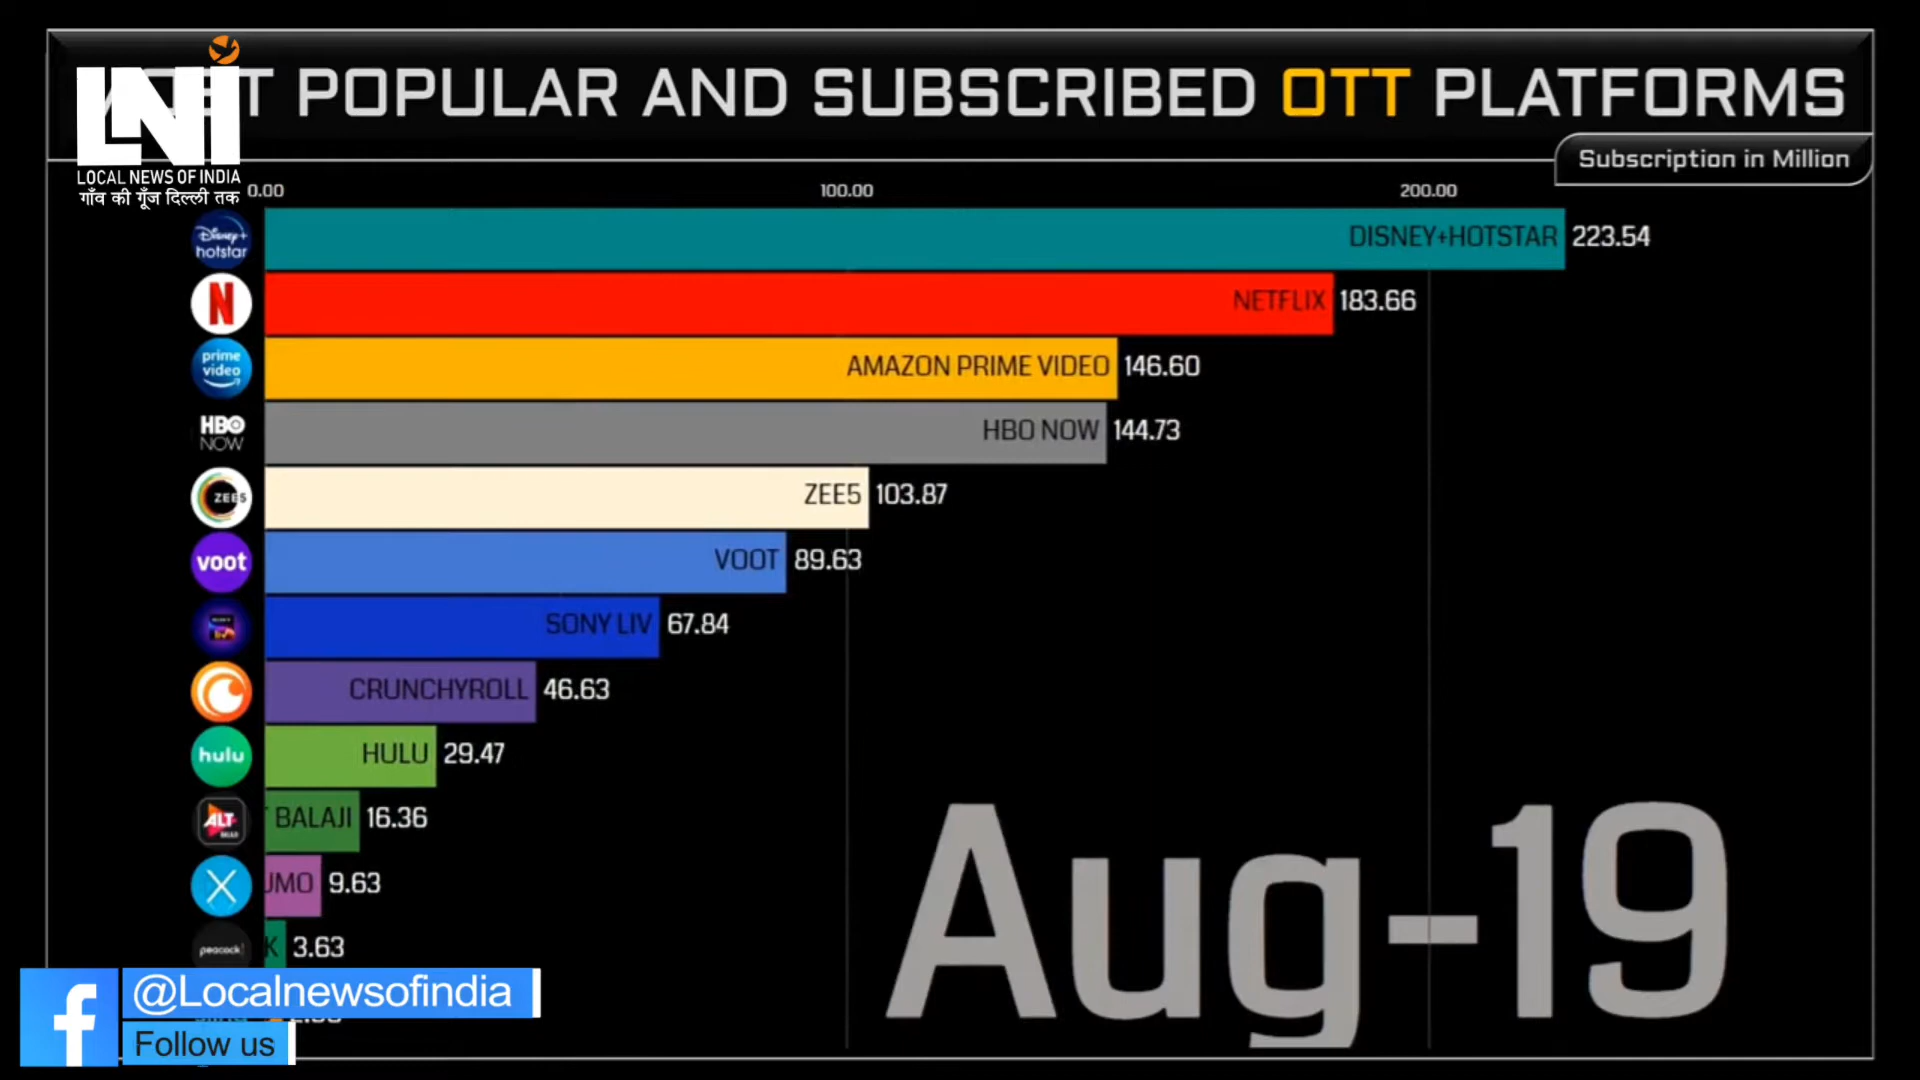 POPULAR AND SUBSCRIBED OTT PLATFORMS
LNI
LOCAL NEWS OF INDIA
गाँव की गूँज दिल्ली तक
Subscription in Million
0.00 100.00 200.00
Disney+ hotstar DISNEY+HOTSTAR 223.54
N NETFLIX 183.66
prime video AMAZON PRIME VIDEO 146.60
HBO NOW HBO NOW 144.73
ZEE5 ZEE5 103.87
voot VOOT 89.63
SONY LIV 67.84
CRUNCHYROLL 46.63
hulu HULU 29.47
ALT BALAJI 16.36
X UMO 9.63
peacock K 3.63
Aug-19
@Localnewsofindia
Follow us